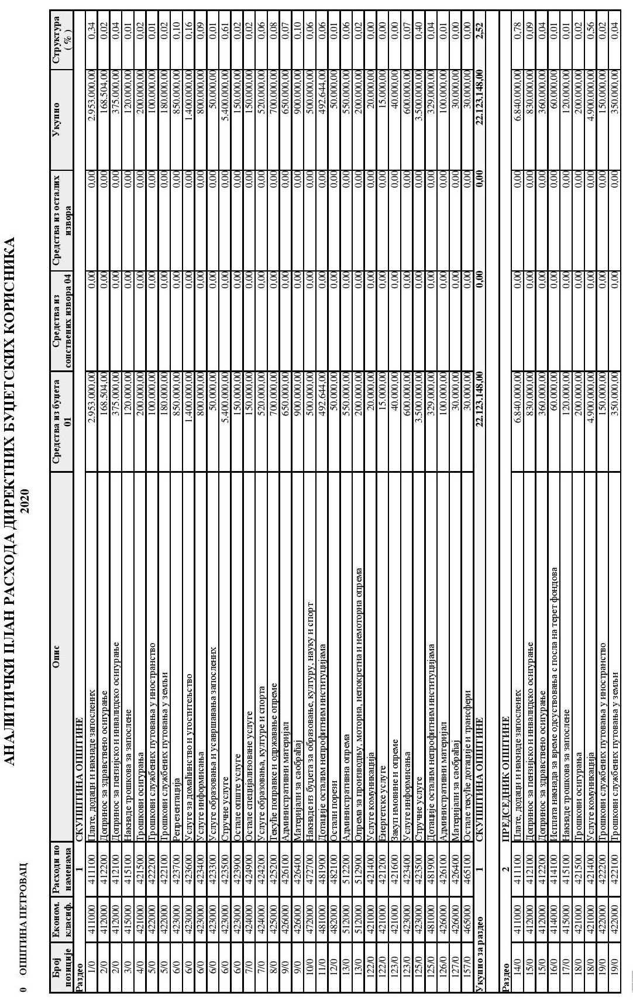 АНАЛИТИЧКИ ПЛАН РАСХОДА ДИРЕКТНИХ БУЏЕТСКИХ КОРИСНИКА
2020
0 ОПШТИНА ПЕТРОВАЦ
Број позиције Економ. класиф. Расходи по наменама Опис Средства из буџета 01 Средства из сопствених извора 04 Средства из осталих извора Укупно Структура ( % )
Раздео 1 СКУПШТИНА ОПШТИНЕ
1/0 411000 411100 Плате, додаци и накнаде запослених 2.953.000,00 0,00 0,00 2.953.000,00 0,34
2/0 412000 412200 Допринос за здравствено осигурање 168.504,00 0,00 0,00 168.504,00 0,02
2/0 412000 412100 Допринос за пензијско и инвалидско осигурање 375.000,00 0,00 0,00 375.000,00 0,04
3/0 415000 415100 Накнаде трошкова за запослене 120.000,00 0,00 0,00 120.000,00 0,01
4/0 421000 421500 Трошкови осигурања 200.000,00 0,00 0,00 200.000,00 0,02
5/0 422000 422200 Трошкови службених путовања у иностранство 100.000,00 0,00 0,00 100.000,00 0,01
5/0 422000 422100 Трошкови службених путовања у земљи 180.000,00 0,00 0,00 180.000,00 0,02
6/0 423000 423700 Репрезентација 850.000,00 0,00 0,00 850.000,00 0,10
6/0 423000 423600 Услуге за домаћинство и угоститељство 1.400.000,00 0,00 0,00 1.400.000,00 0,16
6/0 423000 423400 Услуге информисања 800.000,00 0,00 0,00 800.000,00 0,09
6/0 423000 423300 Услуге образовања и усавршавања запослених 50.000,00 0,00 0,00 50.000,00 0,01
6/0 423000 423500 Стручне услуге 5.400.000,00 0,00 0,00 5.400.000,00 0,61
6/0 423000 423900 Остале опште услуге 150.000,00 0,00 0,00 150.000,00 0,02
7/0 424000 424900 Остале специјализоване услуге 150.000,00 0,00 0,00 150.000,00 0,02
7/0 424000 424200 Услуге образовања, културе и спорта 520.000,00 0,00 0,00 520.000,00 0,06
8/0 425000 425200 Текуће поправке и одржавање опреме 700.000,00 0,00 0,00 700.000,00 0,08
9/0 426000 426100 Административни материјал 650.000,00 0,00 0,00 650.000,00 0,07
9/0 426000 426400 Материјали за саобраћај 900.000,00 0,00 0,00 900.000,00 0,10
10/0 472000 472700 Накнаде из буџета за образовање, културу, науку и спорт 500.000,00 0,00 0,00 500.000,00 0,06
11/0 481000 481900 Дотације осталим непрофитним институцијама 492.644,00 0,00 0,00 492.644,00 0,06
12/0 482000 482100 Остали порези 50.000,00 0,00 0,00 50.000,00 0,01
13/0 512000 512200 Административна опрема 550.000,00 0,00 0,00 550.000,00 0,06
13/0 512000 512900 Опрема за производњу, моторна, непокретна и немоторна опрема 200.000,00 0,00 0,00 200.000,00 0,02
122/0 421000 421400 Услуге комуникација 20.000,00 0,00 0,00 20.000,00 0,00
122/0 421000 421200 Енергетске услуге 15.000,00 0,00 0,00 15.000,00 0,00
123/0 421000 421600 Закуп имовине и опреме 40.000,00 0,00 0,00 40.000,00 0,00
123/0 423000 423400 Услуге информисања 600.000,00 0,00 0,00 600.000,00 0,07
125/0 423000 423500 Стручне услуге 3.500.000,00 0,00 0,00 3.500.000,00 0,40
125/0 481000 481900 Дотације осталим непрофитним институцијама 329.000,00 0,00 0,00 329.000,00 0,04
126/0 426000 426100 Административни материјал 100.000,00 0,00 0,00 100.000,00 0,01
127/0 426000 426400 Материјали за саобраћај 30.000,00 0,00 0,00 30.000,00 0,00
157/0 465000 465100 Остале текуће дотације и трансфери 30.000,00 0,00 0,00 30.000,00 0,00
Укупно за раздео 1 СКУПШТИНА ОПШТИНЕ 22.123.148,00 0,00 0,00 22.123.148,00 2,52
Раздео 2 ПРЕДСЕДНИК ОПШТИНЕ
14/0 411000 411100 Плате, додаци и накнаде запослених 6.840.000,00 0,00 0,00 6.840.000,00 0,78
15/0 412000 412100 Допринос за пензијско и инвалидско осигурање 830.000,00 0,00 0,00 830.000,00 0,09
15/0 412000 412200 Допринос за здравствено осигурање 360.000,00 0,00 0,00 360.000,00 0,04
16/0 414000 414100 Исплата накнада за време одсуствовања с посла на терет фондова 60.000,00 0,00 0,00 60.000,00 0,01
17/0 415000 415100 Накнаде трошкова за запослене 120.000,00 0,00 0,00 120.000,00 0,01
18/0 421000 421500 Трошкови осигурања 200.000,00 0,00 0,00 200.000,00 0,02
18/0 421000 421400 Услуге комуникација 4.900.000,00 0,00 0,00 4.900.000,00 0,56
19/0 422000 422200 Трошкови службених путовања у иностранство 150.000,00 0,00 0,00 150.000,00 0,02
19/0 422000 422100 Трошкови службених путовања у земљи 350.000,00 0,00 0,00 350.000,00 0,04